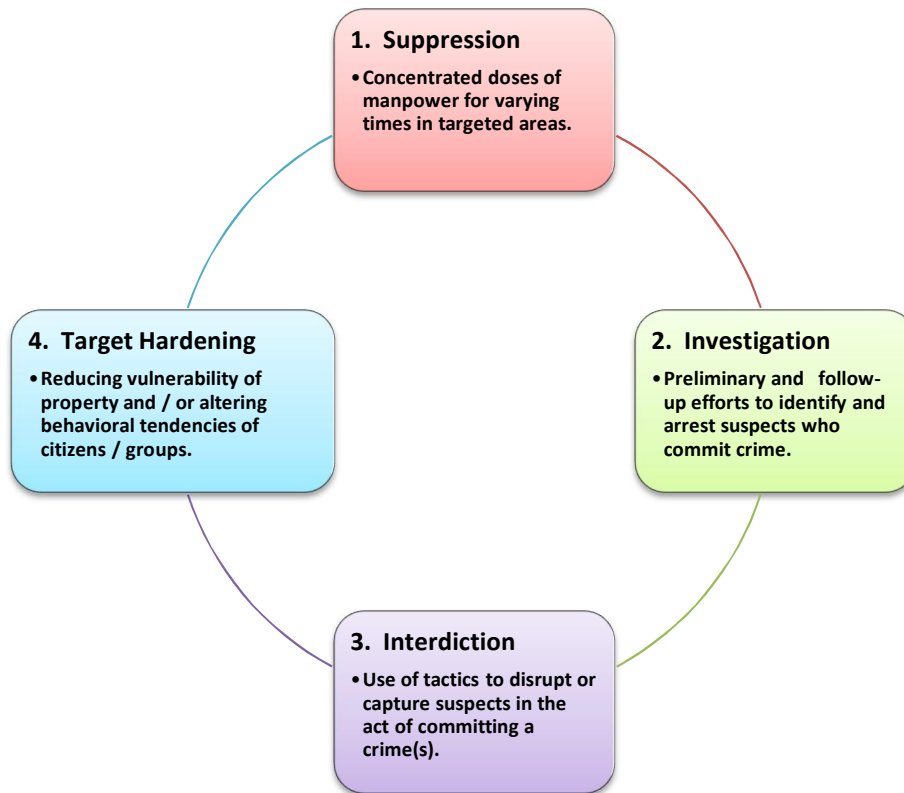 1. Suppression
•Concentrated doses of
manpower for varying
times in targeted areas.
2. Investigation
•Preliminary and follow-
up efforts to identify and
arrest suspects who
commit crime.
3. Interdiction
•Use of tactics to disrupt or
capture suspects in the
act of committing a
crime(s).
4. Target Hardening
•Reducing vulnerability of
property and / or altering
behavioral tendencies of
citizens / groups.